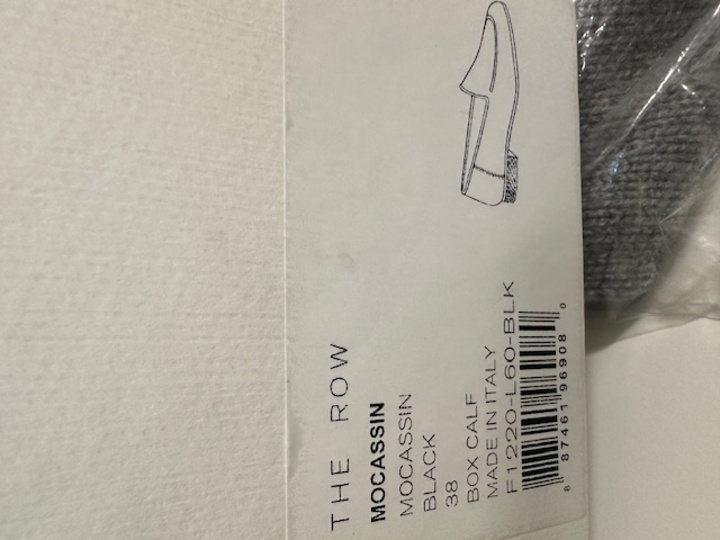 THE ROW
MOCASSIN
MOCASSIN
BLACK
38
BOX CALF
MADE IN ITALY
F1220-L60-BLK
8 87461 96908 0